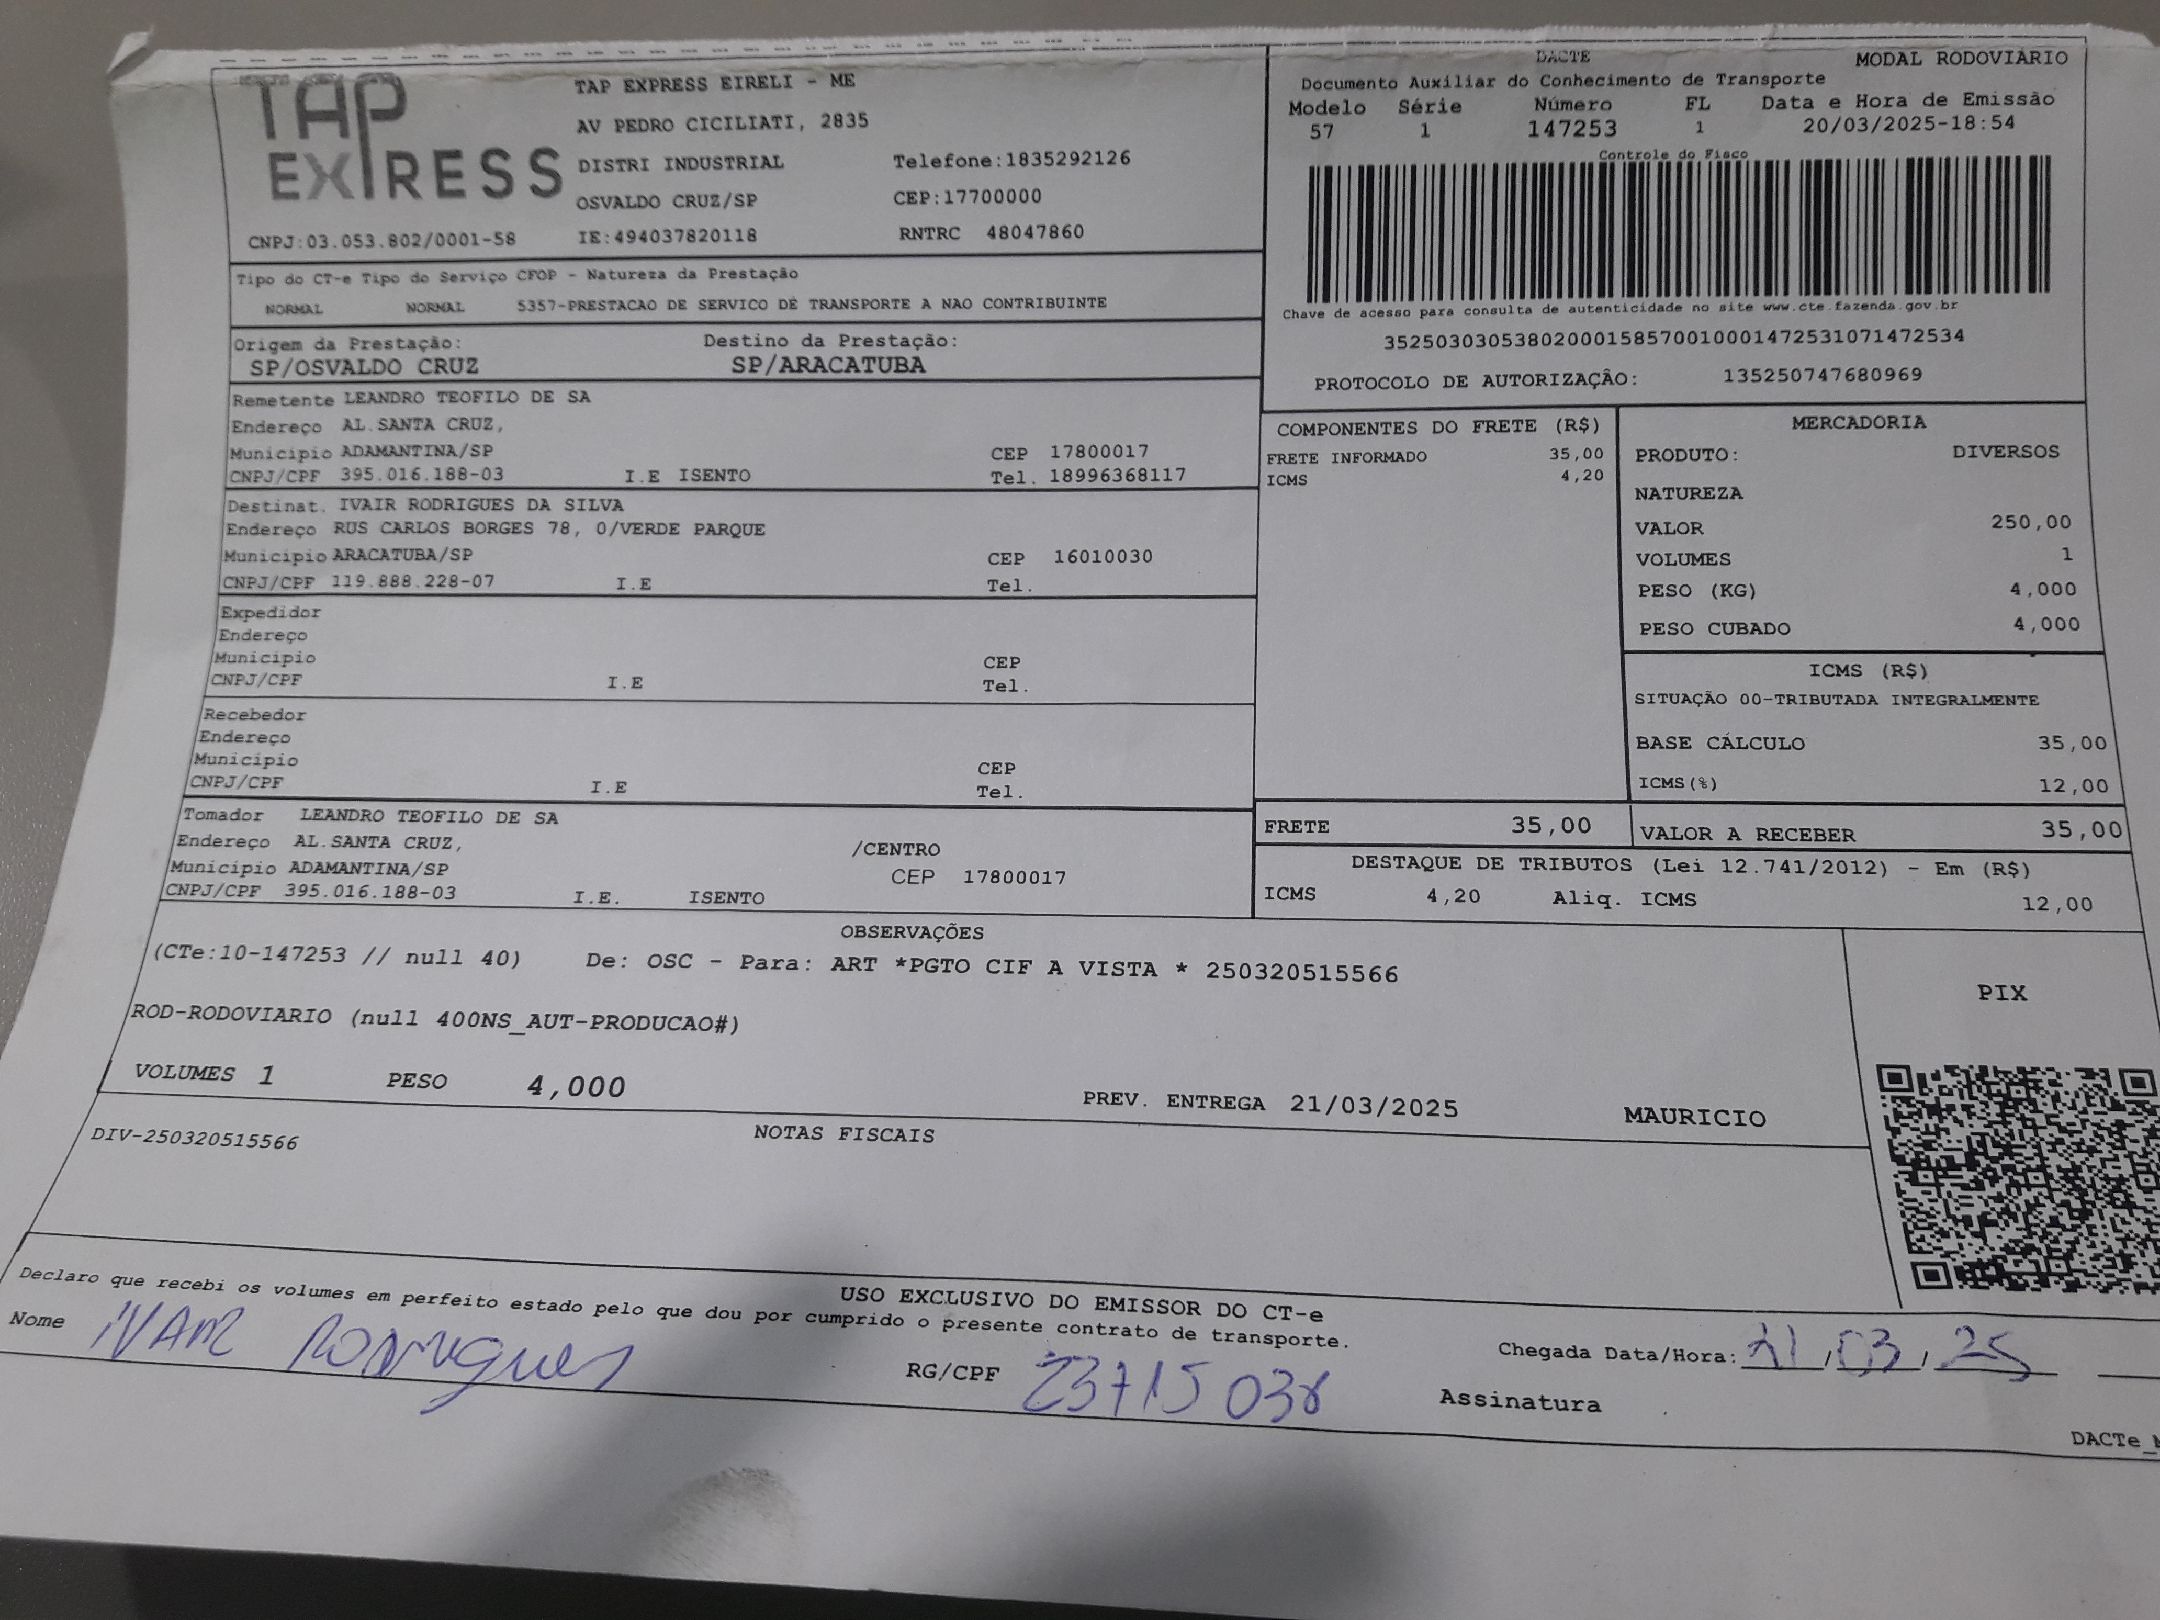 TAP EXPRESS
TAP EXPRESS EIRELI - ME
AV PEDRO CICILIATI, 2835
DISTRI INDUSTRIAL Telefone:1835292126
OSVALDO CRUZ/SP CEP:17700000
CNPJ:03.053.802/0001-58 IE:494037820118 RNTRC 48047860
DACTE MODAL RODOVIÁRIO
Documento Auxiliar do Conhecimento de Transporte
Modelo Série Número FL Data e Hora de Emissão
57 1 147253 1 20/03/2025-18:54
Controle do Fisco
Chave de acesso para consulta de autenticidade no site www.cte.fazenda.gov.br
35250303053802000158570010001472531071472534
PROTOCOLO DE AUTORIZAÇÃO: 135250747680969
Tipo do CT-e Tipo do Serviço CFOP - Natureza da Prestação
NORMAL NORMAL 5357-PRESTACAO DE SERVICO DE TRANSPORTE A NAO CONTRIBUINTE
Origem da Prestação: Destino da Prestação:
SP/OSVALDO CRUZ SP/ARACATUBA
Remetente LEANDRO TEOFILO DE SA
Endereço AL.SANTA CRUZ,
Município ADAMANTINA/SP CEP 17800017
CNPJ/CPF 395.016.188-03 I.E ISENTO Tel. 18996368117
Destinat. IVAIR RODRIGUES DA SILVA
Endereço RUS CARLOS BORGES 78, 0/VERDE PARQUE
Município ARACATUBA/SP CEP 16010030
CNPJ/CPF 119.888.228-07 I.E Tel.
Expedidor
Endereço
Município CEP
CNPJ/CPF I.E Tel.
Recebedor
Endereço
Município CEP
CNPJ/CPF I.E Tel.
Tomador LEANDRO TEOFILO DE SA
Endereço AL.SANTA CRUZ, /CENTRO
Município ADAMANTINA/SP CEP 17800017
CNPJ/CPF 395.016.188-03 I.E. ISENTO
COMPONENTES DO FRETE (R$)
FRETE INFORMADO 35,00
ICMS 4,20
MERCADORIA
PRODUTO: DIVERSOS
NATUREZA
VALOR 250,00
VOLUMES 1
PESO (KG) 4,000
PESO CUBADO 4,000
ICMS (R$)
SITUAÇÃO 00-TRIBUTADA INTEGRALMENTE
BASE CÁLCULO 35,00
ICMS(%) 12,00
FRETE 35,00 VALOR A RECEBER 35,00
DESTAQUE DE TRIBUTOS (Lei 12.741/2012) - Em (R$)
ICMS 4,20 Aliq. ICMS 12,00
OBSERVAÇÕES
(CTe:10-147253 // null 40) De: OSC - Para: ART *PGTO CIF A VISTA * 250320515566
ROD-RODOVIARIO (null 400NS_AUT-PRODUCAO#)
VOLUMES 1 PESO 4,000
PREV. ENTREGA 21/03/2025 MAURICIO
PIX
NOTAS FISCAIS
DIV-250320515566
USO EXCLUSIVO DO EMISSOR DO CT-e
Declaro que recebi os volumes em perfeito estado pelo que dou por cumprido o presente contrato de transporte.
Nome IVAIR RODRIGUES RG/CPF 23715038 Chegada Data/Hora: 21/03/25
Assinatura